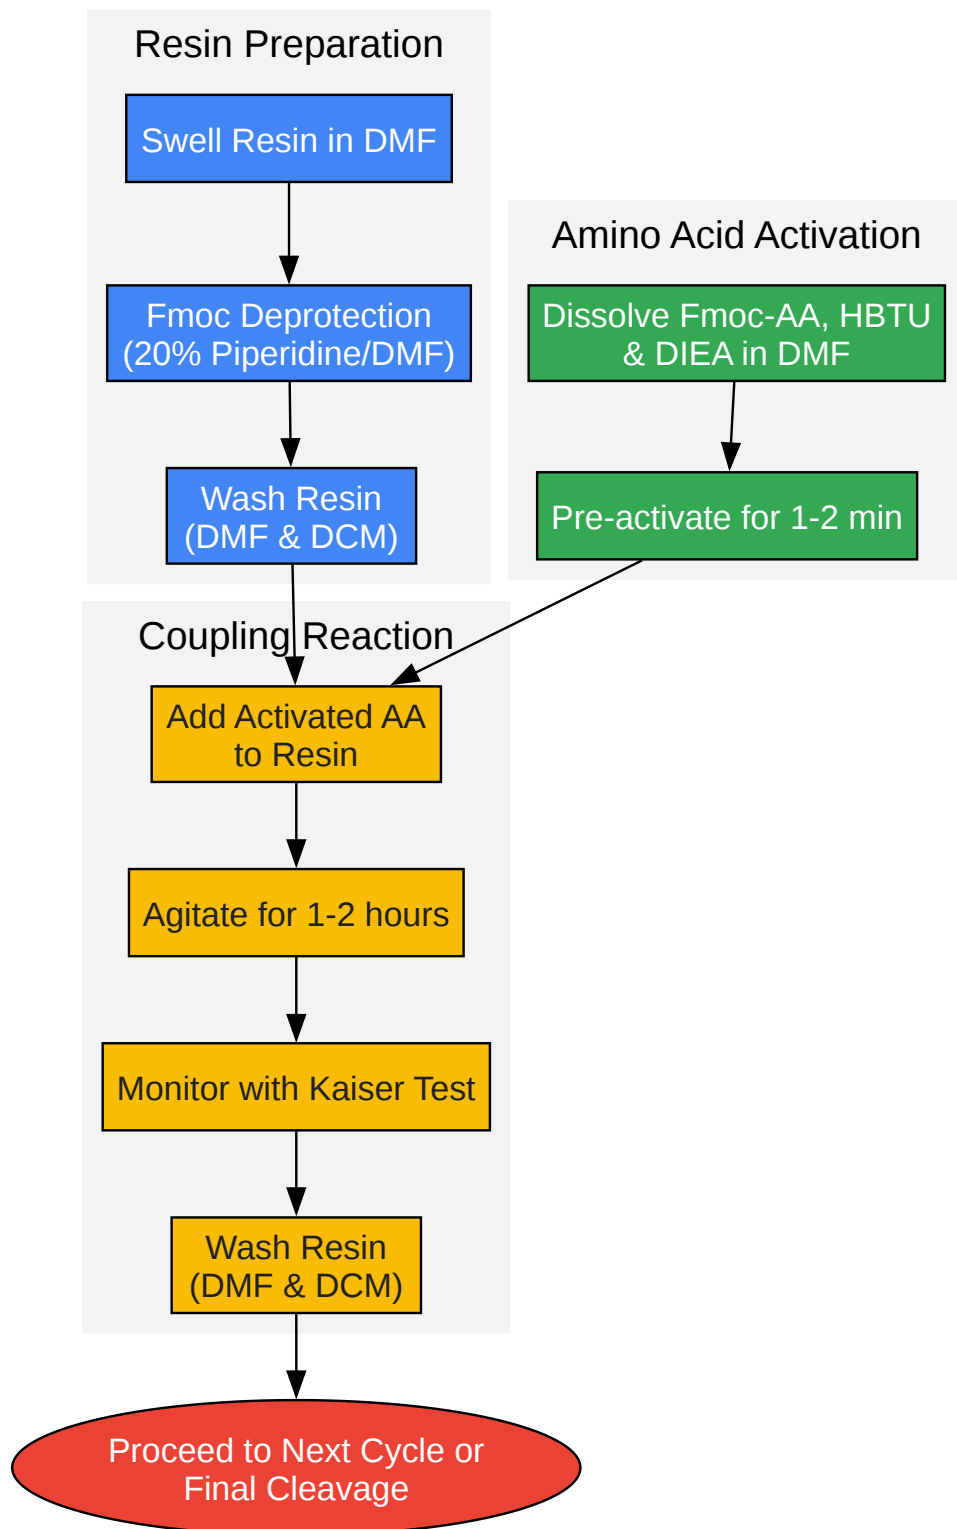 Resin Preparation
Swell Resin in DMF
Fmoc Deprotection
(20% Piperidine/DMF)
Wash Resin
(DMF & DCM)
Amino Acid Activation
Dissolve Fmoc-AA, HBTU
& DIEA in DMF
Pre-activate for 1-2 min
Coupling Reaction
Add Activated AA
to Resin
Agitate for 1-2 hours
Monitor with Kaiser Test
Wash Resin
(DMF & DCM)
Proceed to Next Cycle or
Final Cleavage